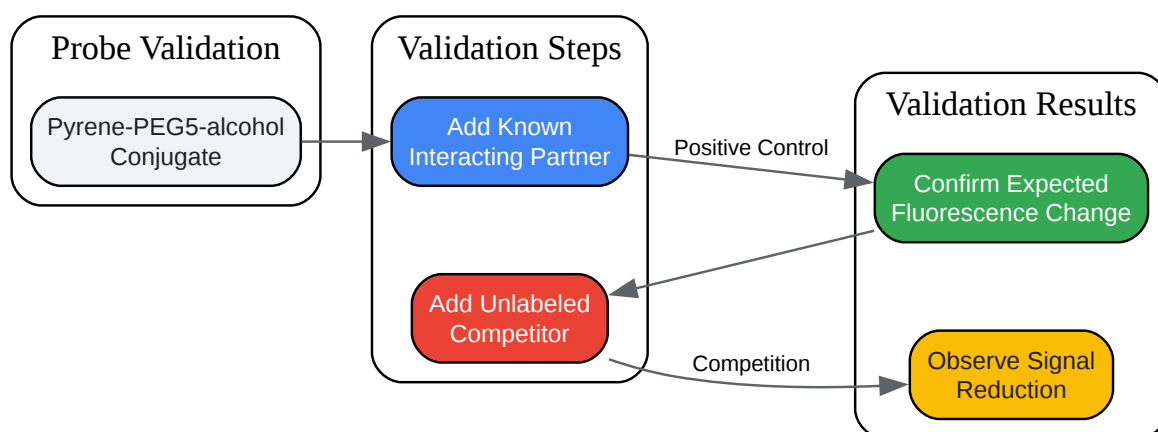 Probe Validation
Pyrene-PEG5-alcohol
Conjugate
Validation Steps
Add Known
Interacting Partner
Positive Control
Validation Results
Confirm Expected
Fluorescence Change
Add Unlabeled
Competitor
Competition
Observe Signal
Reduction